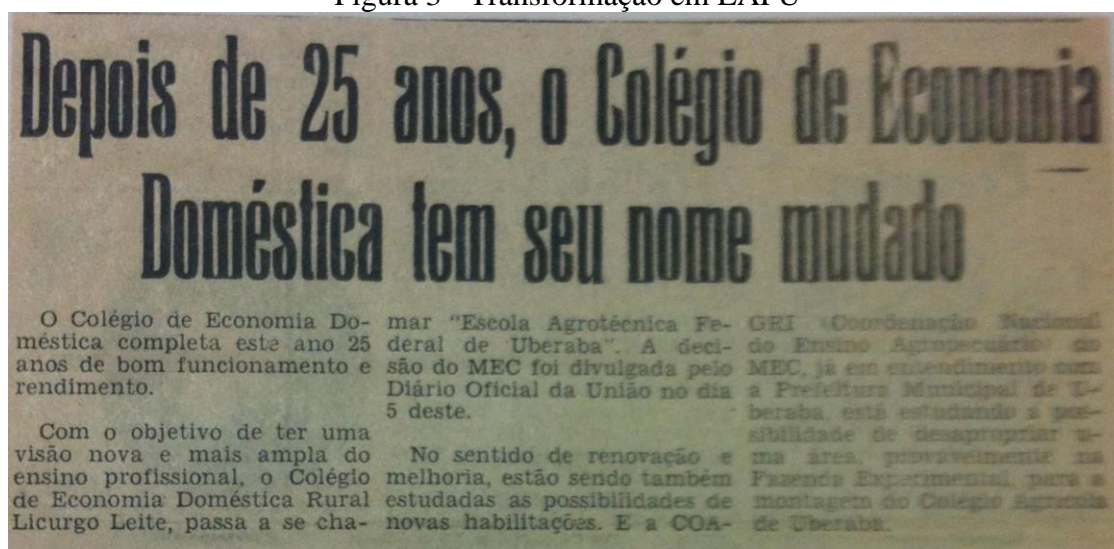 Figura 3 – Transformação em EAFU
Depois de 25 anos, o Colégio de Economia
Doméstica tem seu nome mudado
O Colégio de Economia Do-
méstica completa este ano 25
anos de bom funcionamento e
rendimento.
Com o objetivo de ter uma
visão nova e mais ampla do
ensino profissional, o Colégio
de Economia Doméstica Rural
Licurgo Leite, passa a se cha-
mar "Escola Agrotécnica Fe-
deral de Uberaba". A deci-
são do MEC foi divulgada pelo
Diário Oficial da União no dia
5 deste.
No sentido de renovação e
melhoria, estão sendo também
estudadas as possibilidades de
novas habilitações. E a COA-
GRI (Coordenação Nacional
do Ensino Agropecuário) do
MEC, já em entendimento com
a Prefeitura Municipal de U-
beraba, está estudando a pos-
sibilidade de desapropriar u-
ma área, provavelmente na
Fazenda Experimental, para a
montagem do Colégio Agrícola
de Uberaba.